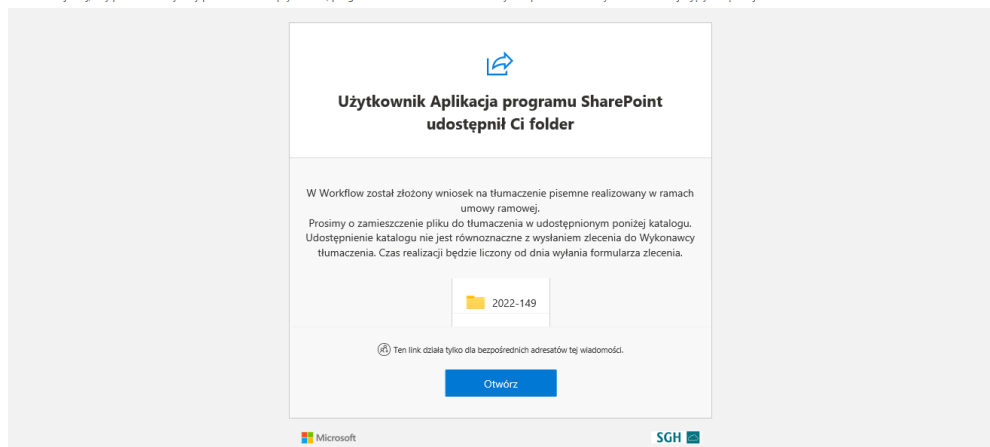 Użytkownik Aplikacja programu SharePoint
udostępnił Ci folder
W Workflow został złożony wniosek na tłumaczenie pisemne realizowany w ramach
umowy ramowej.
Prosimy o zamieszczenie pliku do tłumaczenia w udostępnionym poniżej katalogu.
Udostępnienie katalogu nie jest równoznaczne z wysłaniem zlecenia do Wykonawcy
tłumaczenia. Czas realizacji będzie liczony od dnia wyłania formularza zlecenia.
2022-149
Ten link działa tylko dla bezpośrednich adresatów tej wiadomości.
Otwórz
Microsoft
SGH